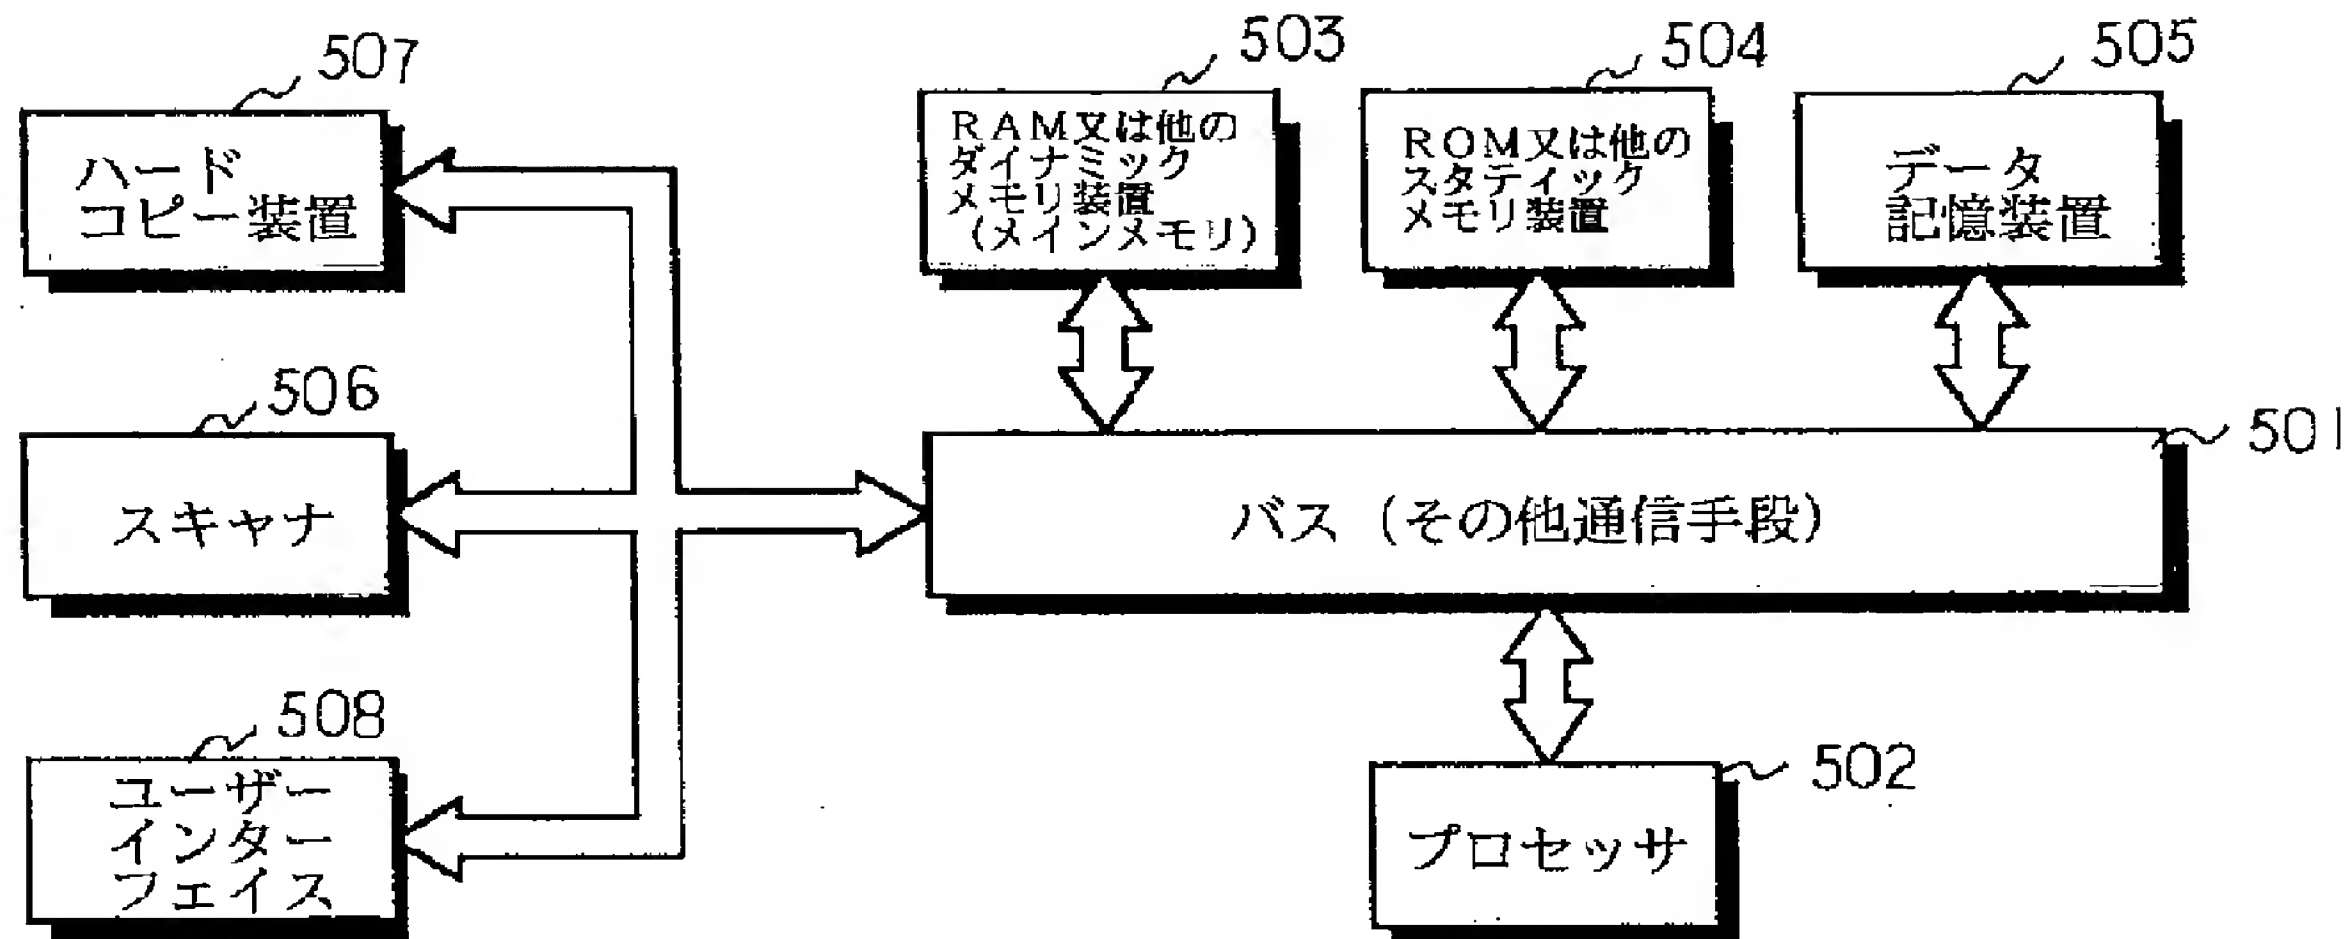 507
ハード
コピー装置
503
RAM又は他の
ダイナミック
メモリ装置
(メインメモリ)
504
ROM又は他の
スタティック
メモリ装置
505
データ
記憶装置
506
スキャナ
501
バス(その他通信手段)
508
ユーザー
インター
フェイス
502
プロセッサ